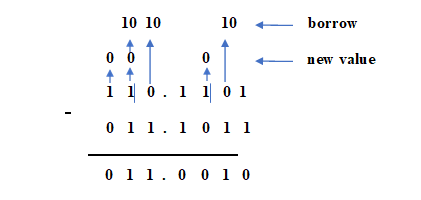 10 10 10 borrow
0 0 0 new value
1 1 0 . 1 1 0 1
- 0 1 1 . 1 0 1 1
0 1 1 . 0 0 1 0